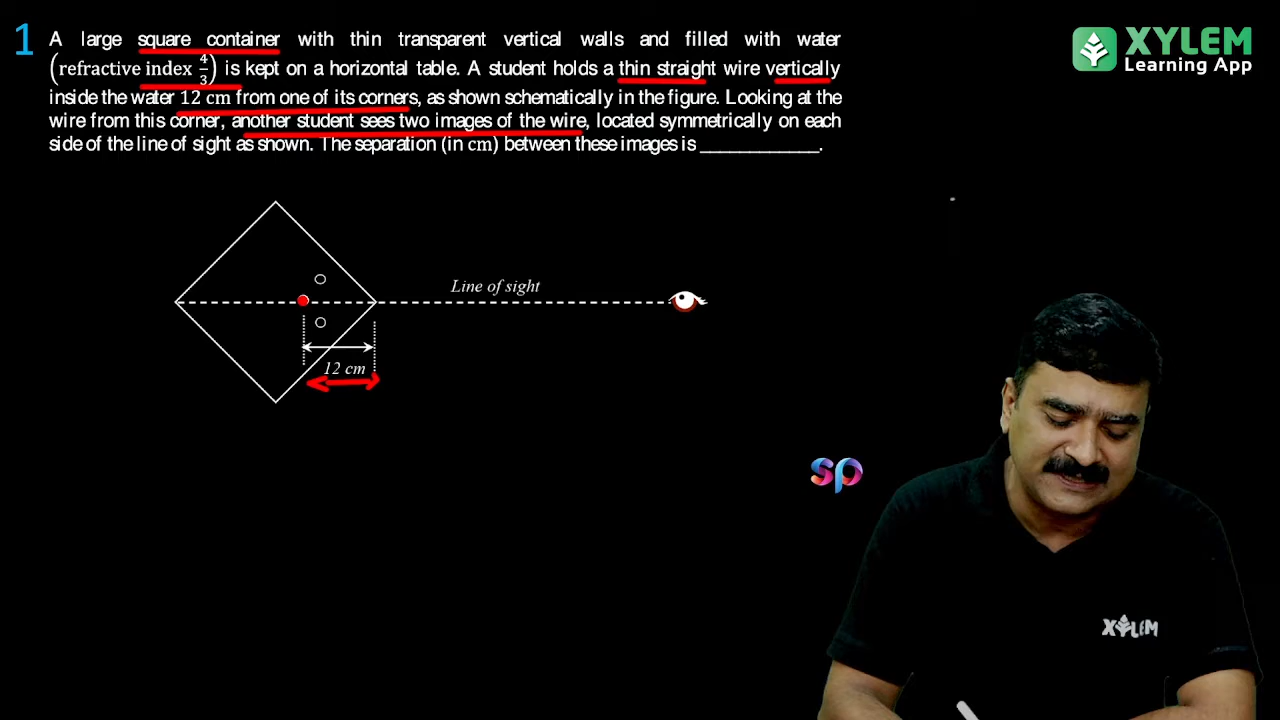 1
A large square container with thin transparent vertical walls and filled with water
(refractive index 4/3) is kept on a horizontal table. A student holds a thin straight wire vertically
inside the water 12 cm from one of its corners, as shown schematically in the figure. Looking at the
wire from this corner, another student sees two images of the wire, located symmetrically on each
side of the line of sight as shown. The separation (in cm) between these images is ____________.
XYLEM
Learning App
Line of sight
12 cm
sp
XYLEM